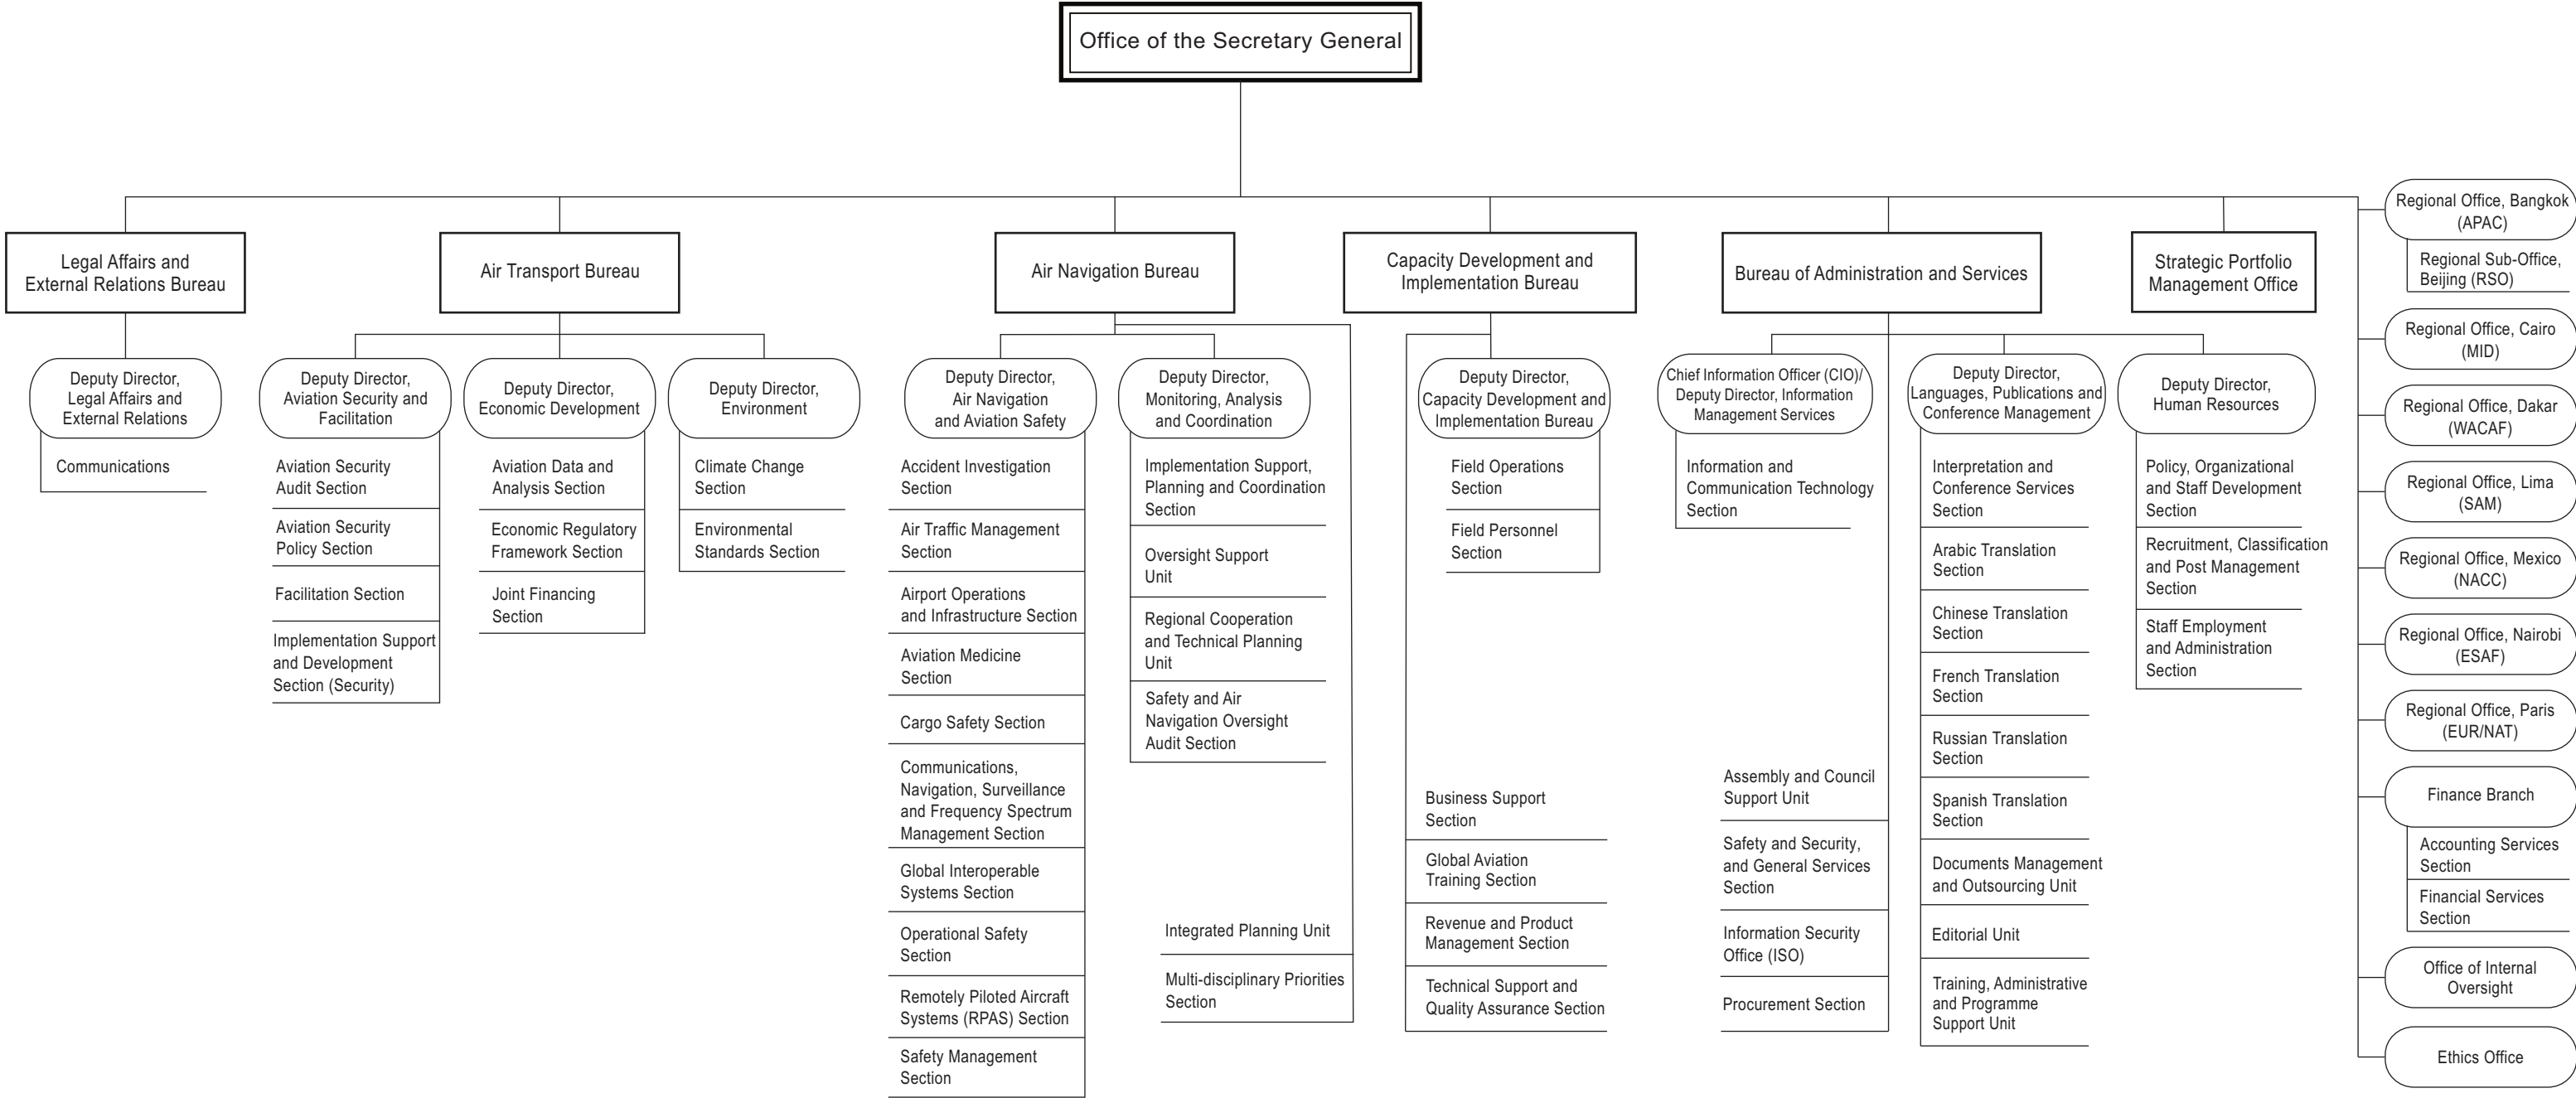 Office of the Secretary General
Legal Affairs and
External Relations Bureau
Deputy Director,
Legal Affairs and
External Relations
Communications
Air Transport Bureau
Deputy Director,
Aviation Security and
Facilitation
Aviation Security
Audit Section
Aviation Security
Policy Section
Facilitation Section
Implementation Support
and Development
Section (Security)
Deputy Director,
Economic Development
Aviation Data and
Analysis Section
Economic Regulatory
Framework Section
Joint Financing
Section
Deputy Director,
Environment
Climate Change
Section
Environmental
Standards Section
Air Navigation Bureau
Deputy Director,
Air Navigation
and Aviation Safety
Accident Investigation
Section
Air Traffic Management
Section
Airport Operations
and Infrastructure Section
Aviation Medicine
Section
Cargo Safety Section
Communications,
Navigation, Surveillance
and Frequency Spectrum
Management Section
Global Interoperable
Systems Section
Operational Safety
Section
Remotely Piloted Aircraft
Systems (RPAS) Section
Safety Management
Section
Deputy Director,
Monitoring, Analysis
and Coordination
Implementation Support,
Planning and Coordination
Section
Oversight Support
Unit
Regional Cooperation
and Technical Planning
Unit
Safety and Air
Navigation Oversight
Audit Section
Integrated Planning Unit
Multi-disciplinary Priorities
Section
Capacity Development and
Implementation Bureau
Deputy Director,
Capacity Development and
Implementation Bureau
Field Operations
Section
Field Personnel
Section
Business Support
Section
Global Aviation
Training Section
Revenue and Product
Management Section
Technical Support and
Quality Assurance Section
Bureau of Administration and Services
Chief Information Officer (CIO)/
Deputy Director, Information
Management Services
Information and
Communication Technology
Section
Assembly and Council
Support Unit
Safety and Security,
and General Services
Section
Information Security
Office (ISO)
Procurement Section
Deputy Director,
Languages, Publications and
Conference Management
Interpretation and
Conference Services
Section
Arabic Translation
Section
Chinese Translation
Section
French Translation
Section
Russian Translation
Section
Spanish Translation
Section
Documents Management
and Outsourcing Unit
Editorial Unit
Training, Administrative
and Programme
Support Unit
Deputy Director,
Human Resources
Policy, Organizational
and Staff Development
Section
Recruitment, Classification
and Post Management
Section
Staff Employment
and Administration
Section
Strategic Portfolio
Management Office
Regional Office, Bangkok
(APAC)
Regional Sub-Office,
Beijing (RSO)
Regional Office, Cairo
(MID)
Regional Office, Dakar
(WACAF)
Regional Office, Lima
(SAM)
Regional Office, Mexico
(NACC)
Regional Office, Nairobi
(ESAF)
Regional Office, Paris
(EUR/NAT)
Finance Branch
Accounting Services
Section
Financial Services
Section
Office of Internal
Oversight
Ethics Office